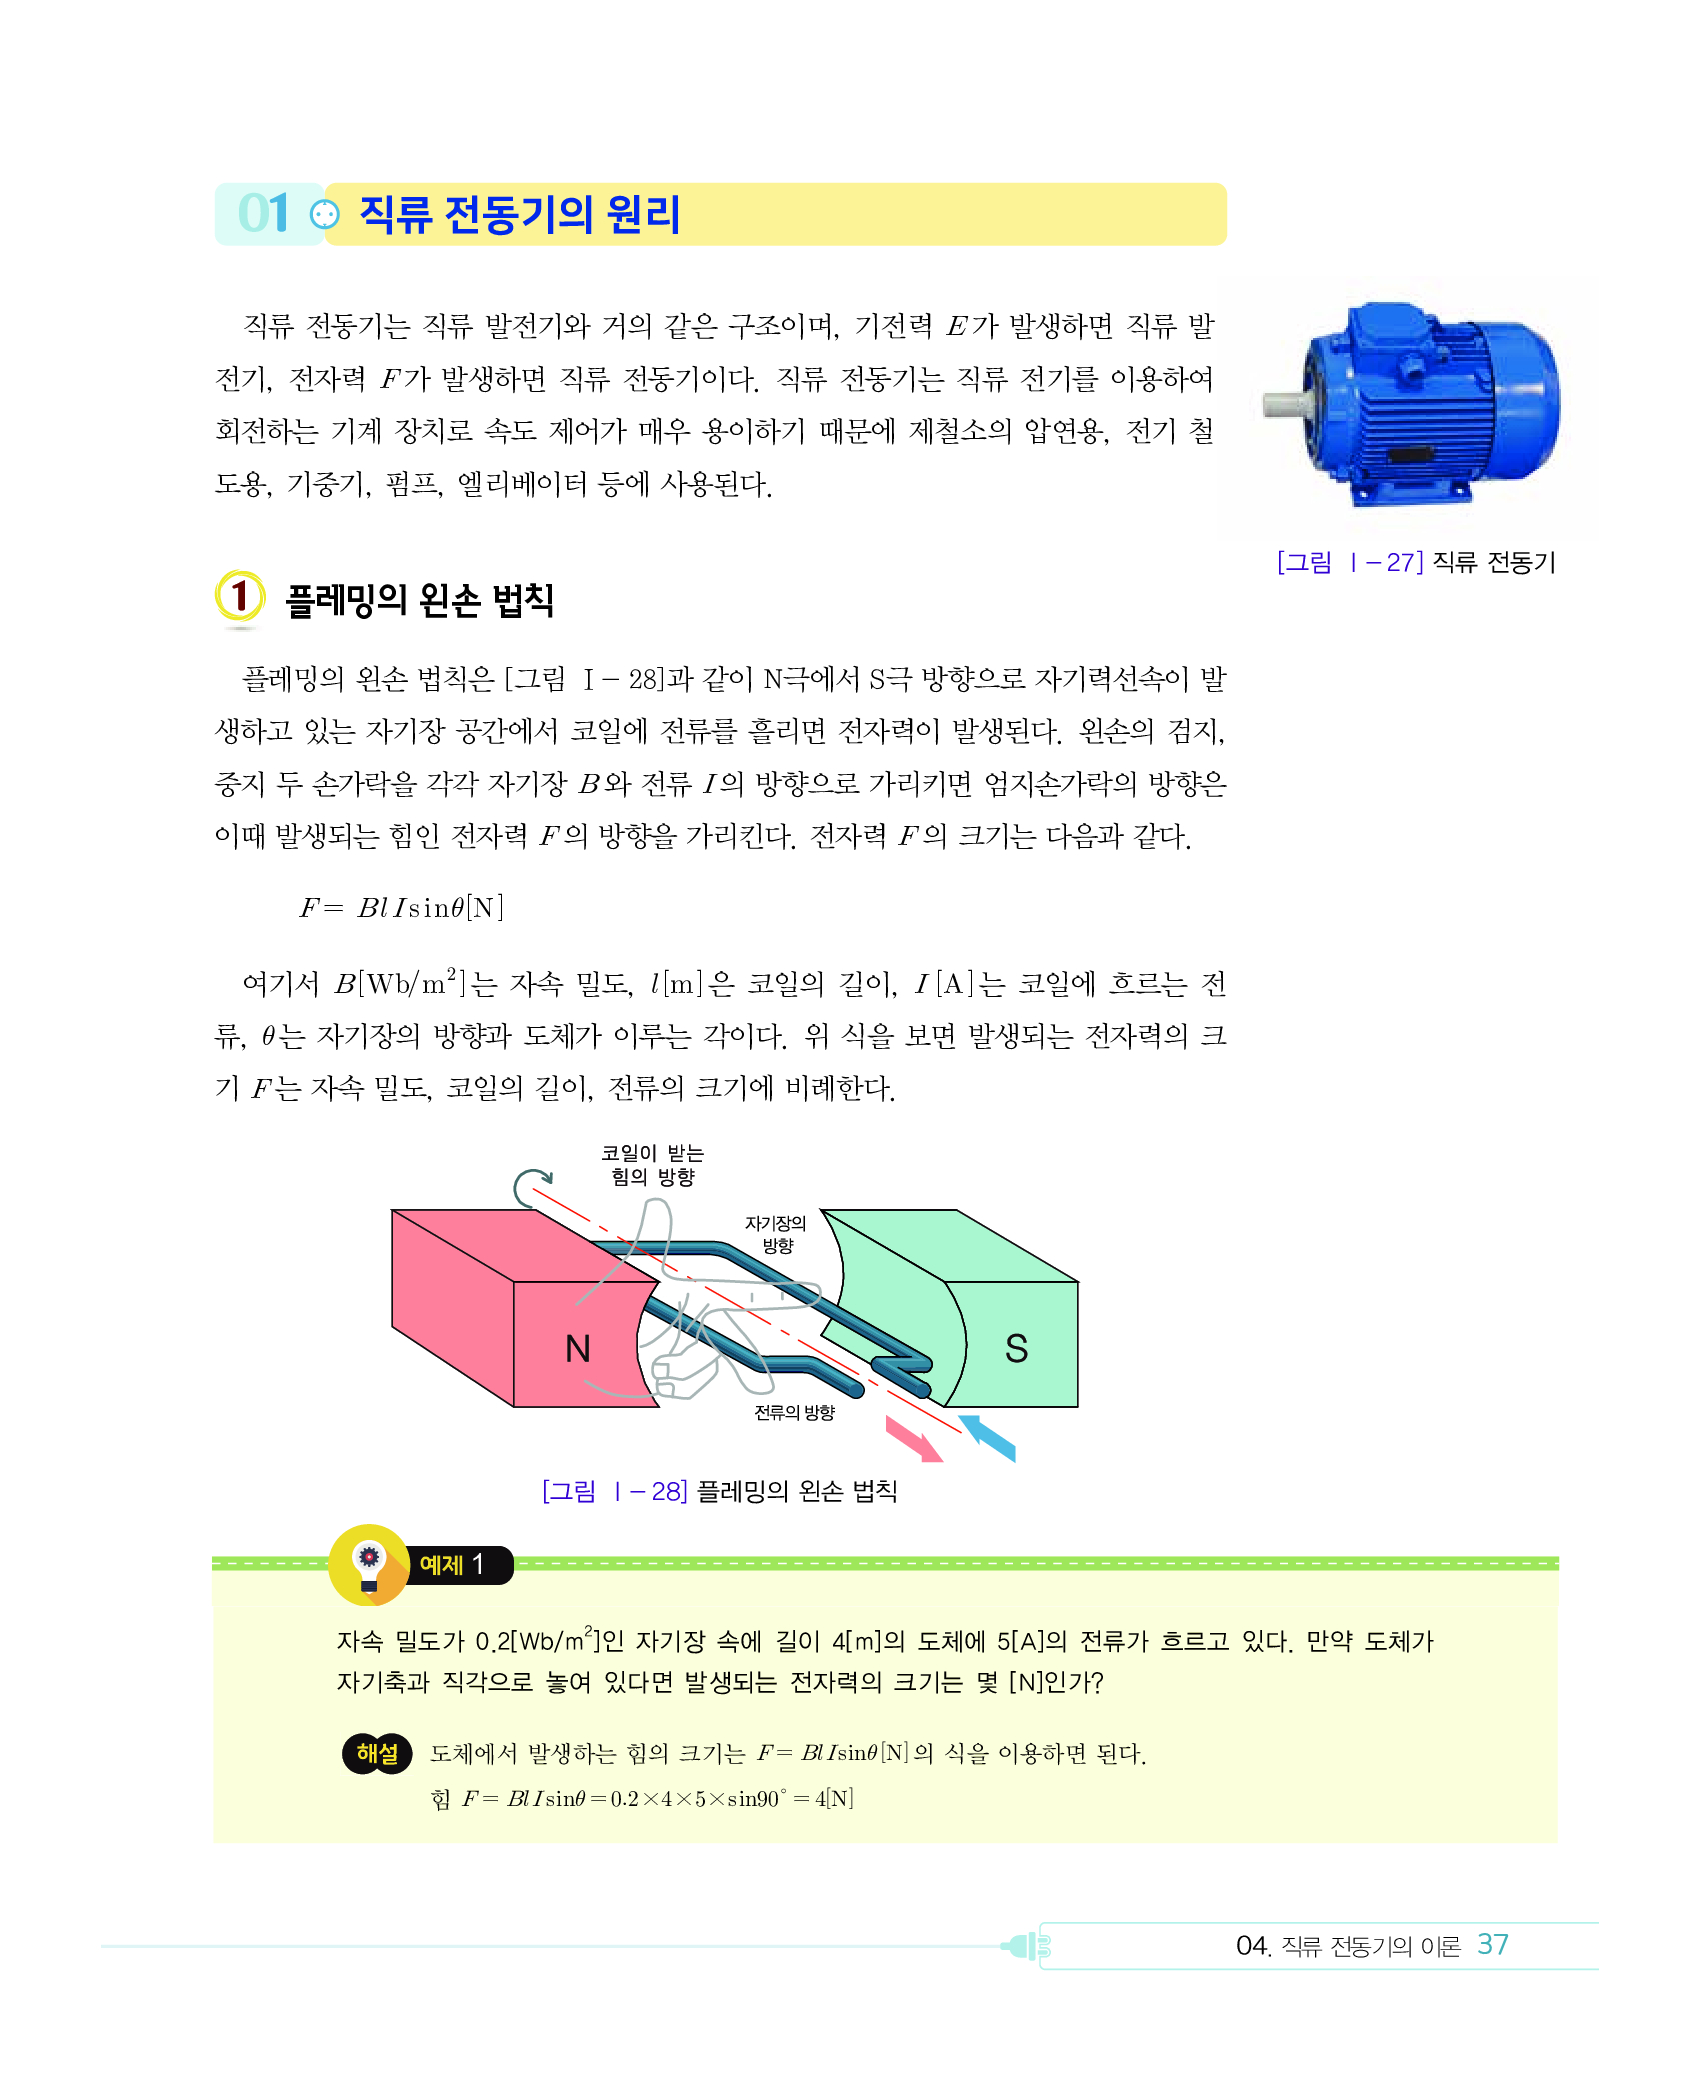 01 직류 전동기의 원리
직류 전동기는 직류 발전기와 거의 같은 구조이며, 기전력 E가 발생하면 직류 발
전기, 전자력 F가 발생하면 직류 전동기이다. 직류 전동기는 직류 전기를 이용하여
회전하는 기계 장치로 속도 제어가 매우 용이하기 때문에 제철소의 압연용, 전기 철
도용, 기중기, 펌프, 엘리베이터 등에 사용된다.
[그림 Ⅰ-27] 직류 전동기
1 플레밍의 왼손 법칙
플레밍의 왼손 법칙은 [그림 Ⅰ-28]과 같이 N극에서 S극 방향으로 자기력선속이 발
생하고 있는 자기장 공간에서 코일에 전류를 흘리면 전자력이 발생된다. 왼손의 검지,
중지 두 손가락을 각각 자기장 B와 전류 I의 방향으로 가리키면 엄지손가락의 방향은
이때 발생되는 힘인 전자력 F의 방향을 가리킨다. 전자력 F의 크기는 다음과 같다.
F= BlIsinθ[N]
여기서 B[Wb/m²]는 자속 밀도, l[m]은 코일의 길이, I[A]는 코일에 흐르는 전
류, θ는 자기장의 방향과 도체가 이루는 각이다. 위 식을 보면 발생되는 전자력의 크
기 F는 자속 밀도, 코일의 길이, 전류의 크기에 비례한다.
코일이 받는
힘의 방향
자기장의
방향
N
S
전류의 방향
[그림 Ⅰ-28] 플레밍의 왼손 법칙
예제 1
자속 밀도가 0.2[Wb/m²]인 자기장 속에 길이 4[m]의 도체에 5[A]의 전류가 흐르고 있다. 만약 도체가
자기축과 직각으로 놓여 있다면 발생되는 전자력의 크기는 몇 [N]인가?
해설 도체에서 발생하는 힘의 크기는 F= BlIsinθ[N]의 식을 이용하면 된다.
힘 F= BlIsinθ=0.2×4×5×sin90°=4[N]
04. 직류 전동기의 이론 37